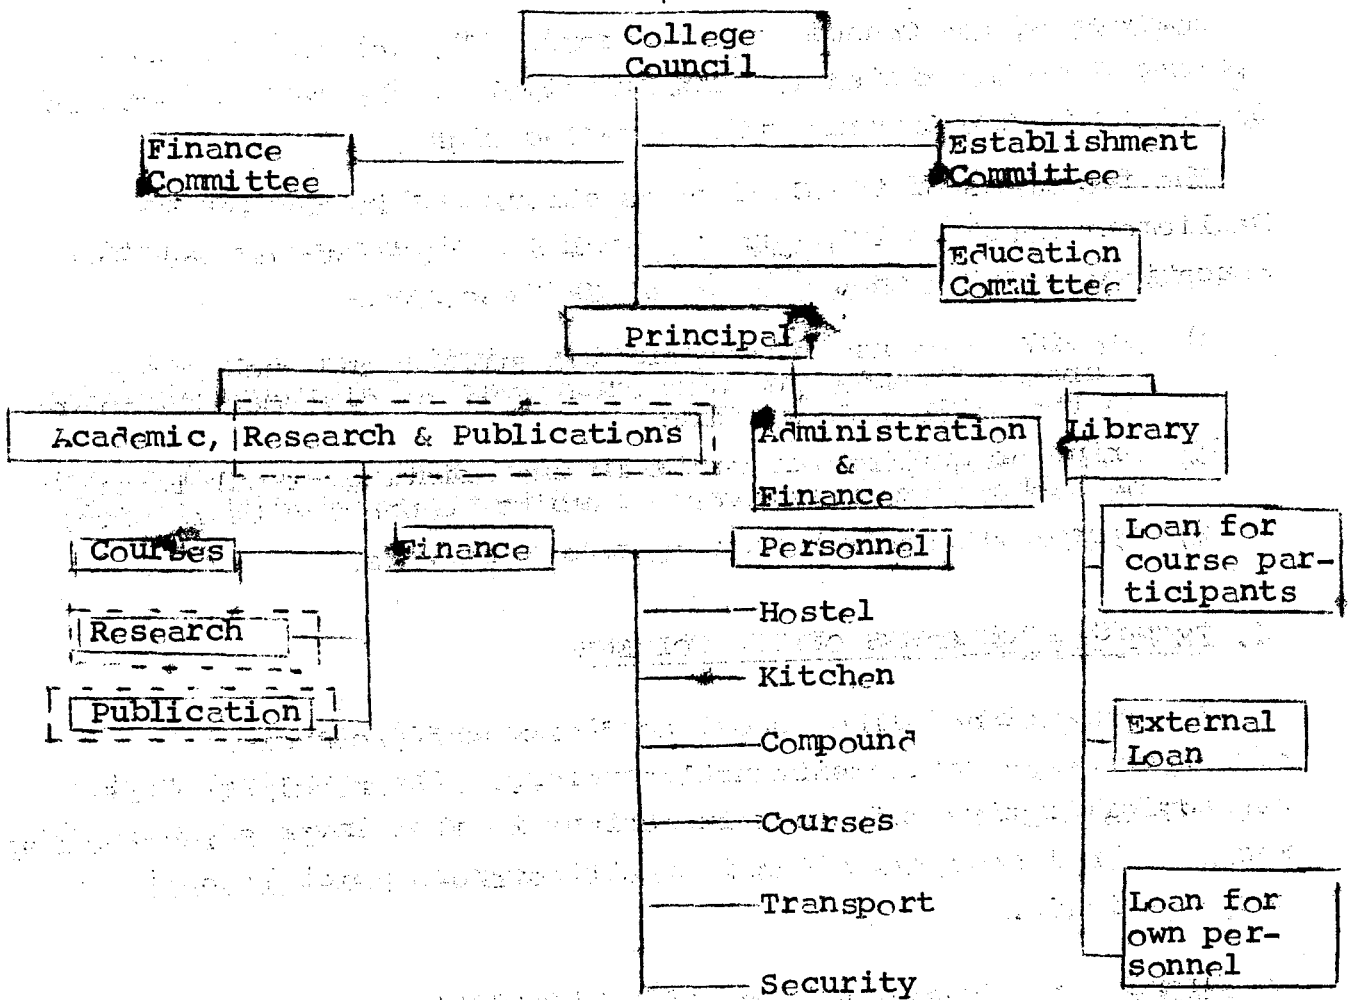 College
Council
Finance
Committee
Establishment
Committee
Education
Committee
Principal
Academic, Research & Publications
Administration
&
Finance
Library
Courses
Finance
Personnel
Loan for
course par-
ticipants
Research
Hostel
Kitchen
Publication
Compound
External
Loan
Courses
Transport
Loan for
own per-
sonnel
Security